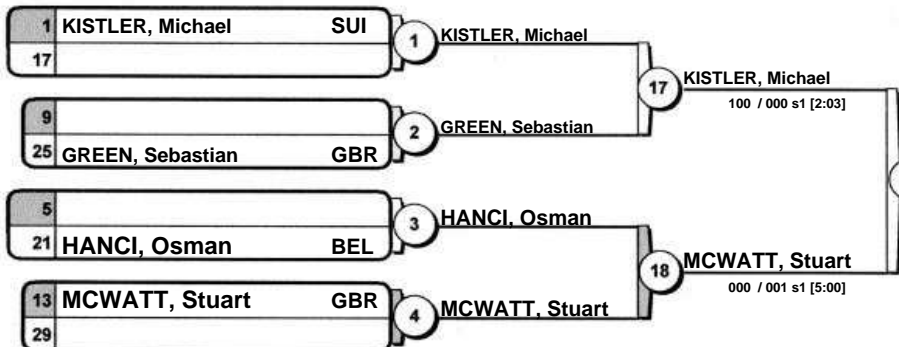 1 KISTLER, Michael SUI
17
1 KISTLER, Michael
9
25 GREEN, Sebastian GBR
2 GREEN, Sebastian
17 KISTLER, Michael
100 / 000 s1 [2:03]
5
21 HANCI, Osman BEL
3 HANCI, Osman
13 MCWATT, Stuart GBR
29
4 MCWATT, Stuart
18 MCWATT, Stuart
000 / 001 s1 [5:00]